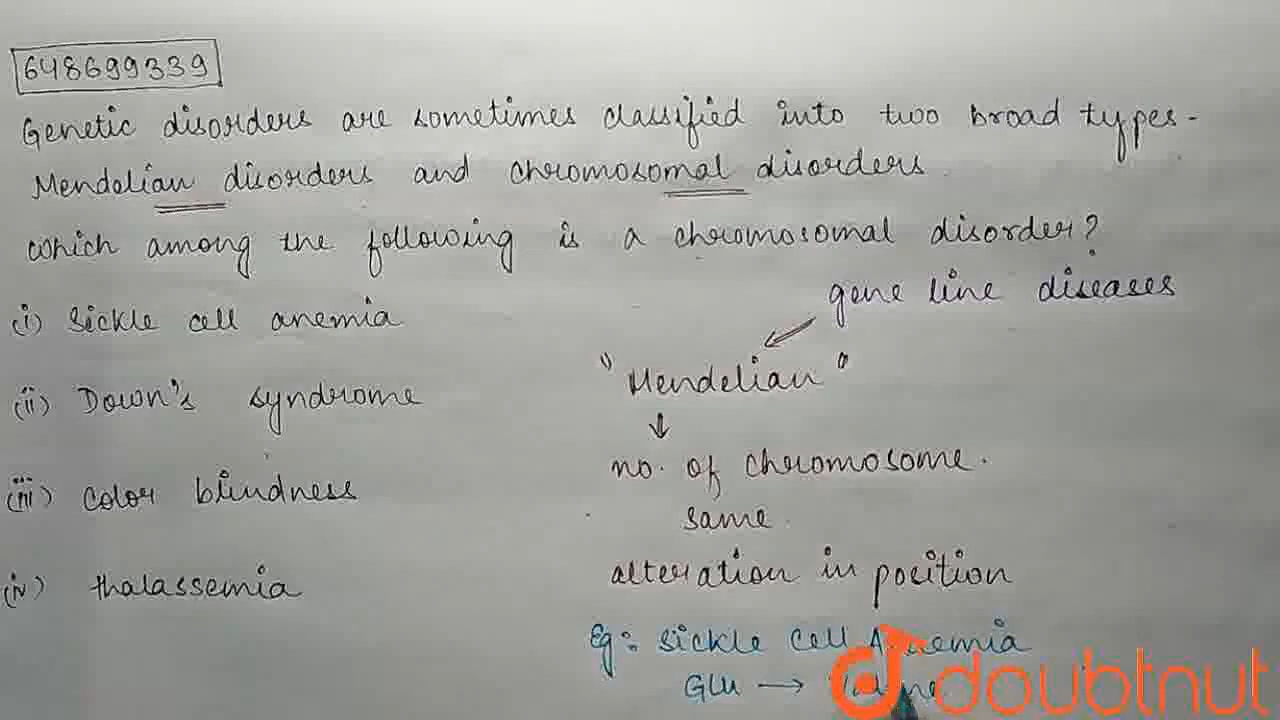 648699339
Genetic disorders are sometimes classified into two broad types-
Mendelian disorders and chromosomal disorders.
which among the following is a chromosomal disorder?
(i) Sickle cell anemia
(ii) Down's syndrome
(iii) color blindness
(iv) thalassemia
gene line diseases
"Mendelian"
no. of chromosome.
same.
alteration in position
Eg:- Sickle cell Anemia
Glu →
doubtnut